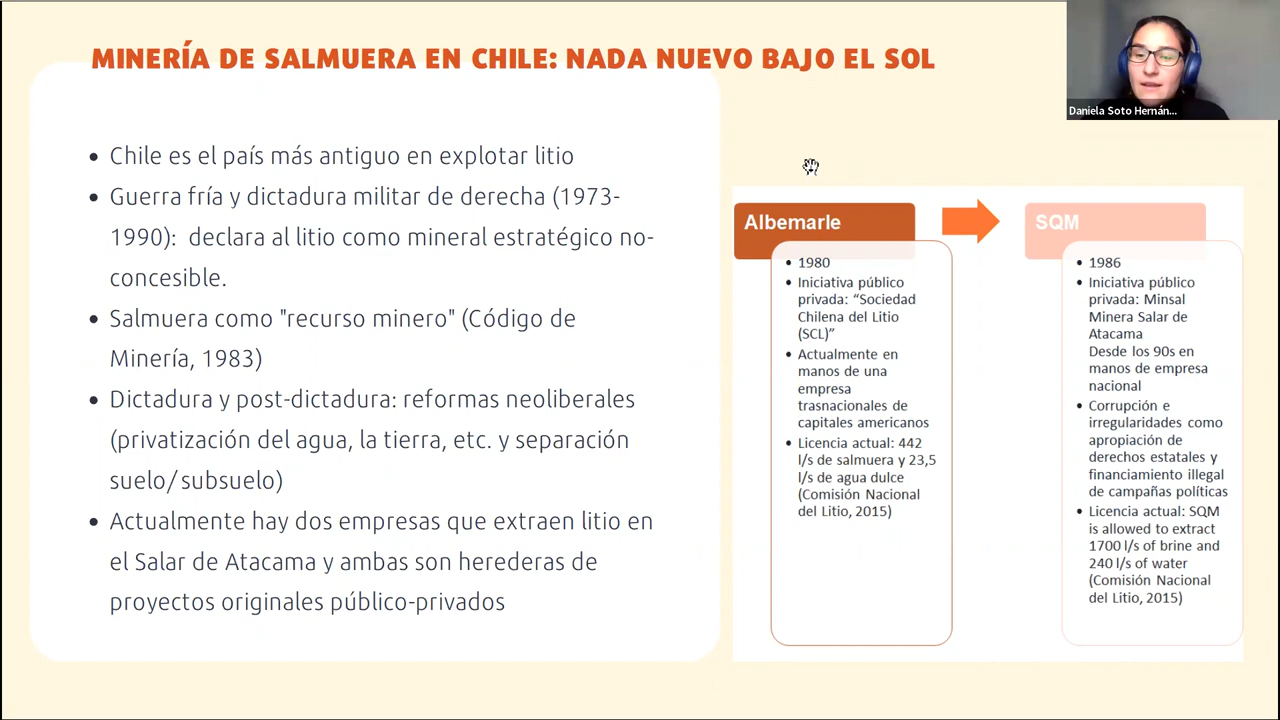 MINERÍA DE SALMUERA EN CHILE: NADA NUEVO BAJO EL SOL
Daniela Soto Hernán...
• Chile es el país más antiguo en explotar litio
• Guerra fría y dictadura militar de derecha (1973-
1990): declara al litio como mineral estratégico no-
concesible.
• Salmuera como "recurso minero" (Código de
Minería, 1983)
• Dictadura y post-dictadura: reformas neoliberales
(privatización del agua, la tierra, etc. y separación
suelo/subsuelo)
• Actualmente hay dos empresas que extraen litio en
el Salar de Atacama y ambas son herederas de
proyectos originales público-privados
Albemarle
• 1980
• Iniciativa público
privada: “Sociedad
Chilena del Litio
(SCL)”
• Actualmente en
manos de una
empresa
trasnacionales de
capitales americanos
• Licencia actual: 442
l/s de salmuera y 23,5
l/s de agua dulce
(Comisión Nacional
del Litio, 2015)
SQM
• 1986
• Iniciativa público
privada: Minsal
Minera Salar de
Atacama
Desde los 90s en
manos de empresa
nacional
• Corrupción e
irregularidades como
apropiación de
derechos estatales y
financiamiento illegal
de campañas políticas
• Licencia actual: SQM
is allowed to extract
1700 l/s of brine and
240 l/s of water
(Comisión Nacional
del Litio, 2015)